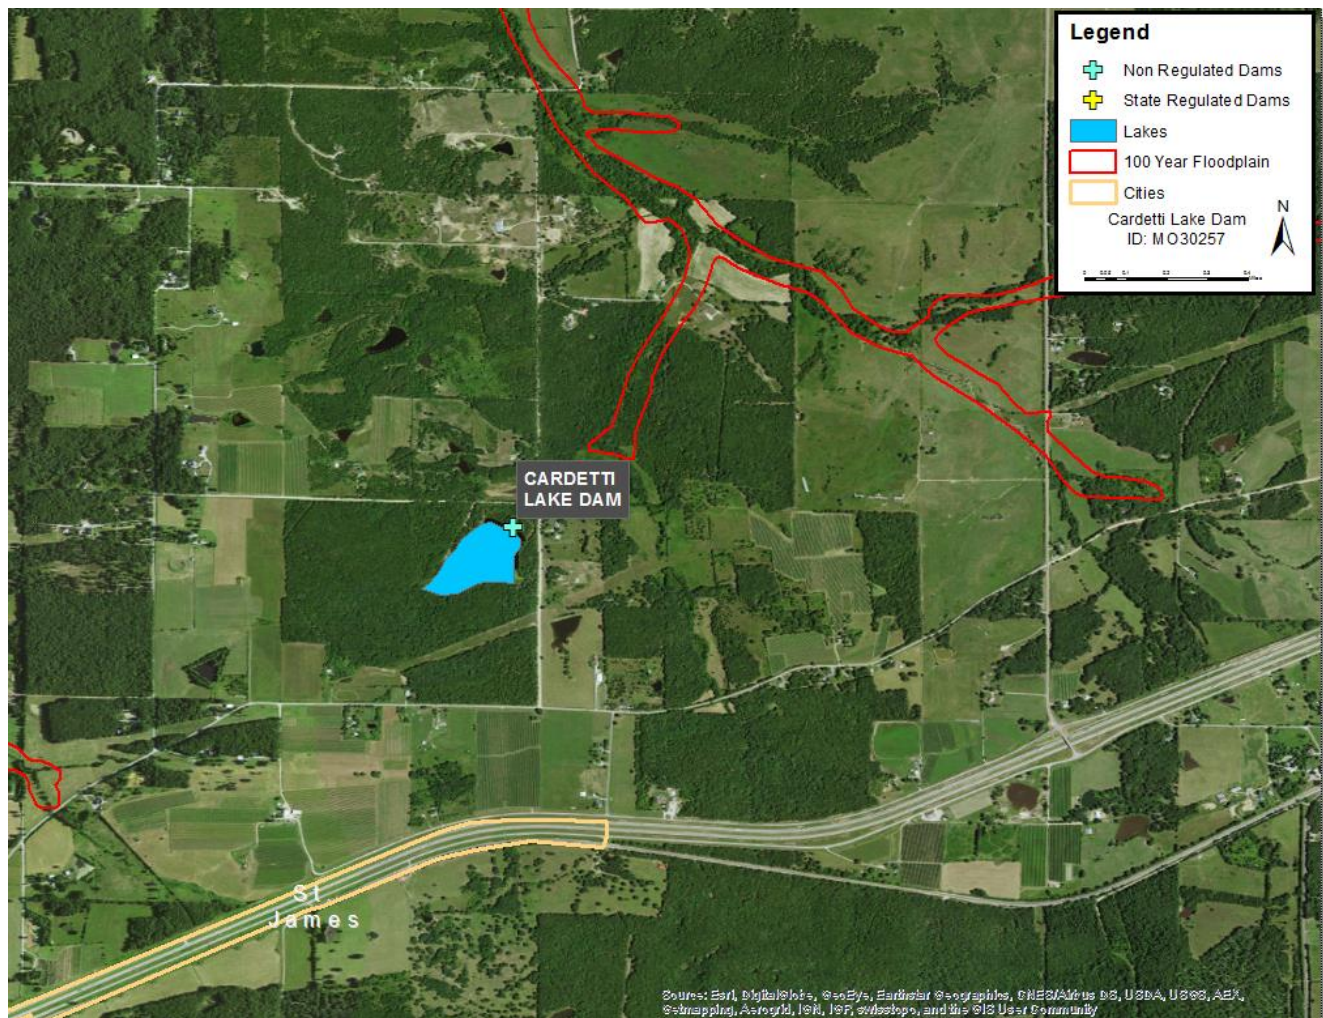 Legend
Non Regulated Dams
State Regulated Dams
Lakes
100 Year Floodplain
Cities
Cardetti Lake Dam
ID: MO30257
N
CARDETTI
LAKE DAM
St
James
Source: Esri, DigitalGlobe, GeoEye, Earthstar Geographics, CNES/Airbus DS, USDA, USGS, AEX,
Getmapping, Aerogrid, IGN, IGP, swisstopo, and the GIS User Community